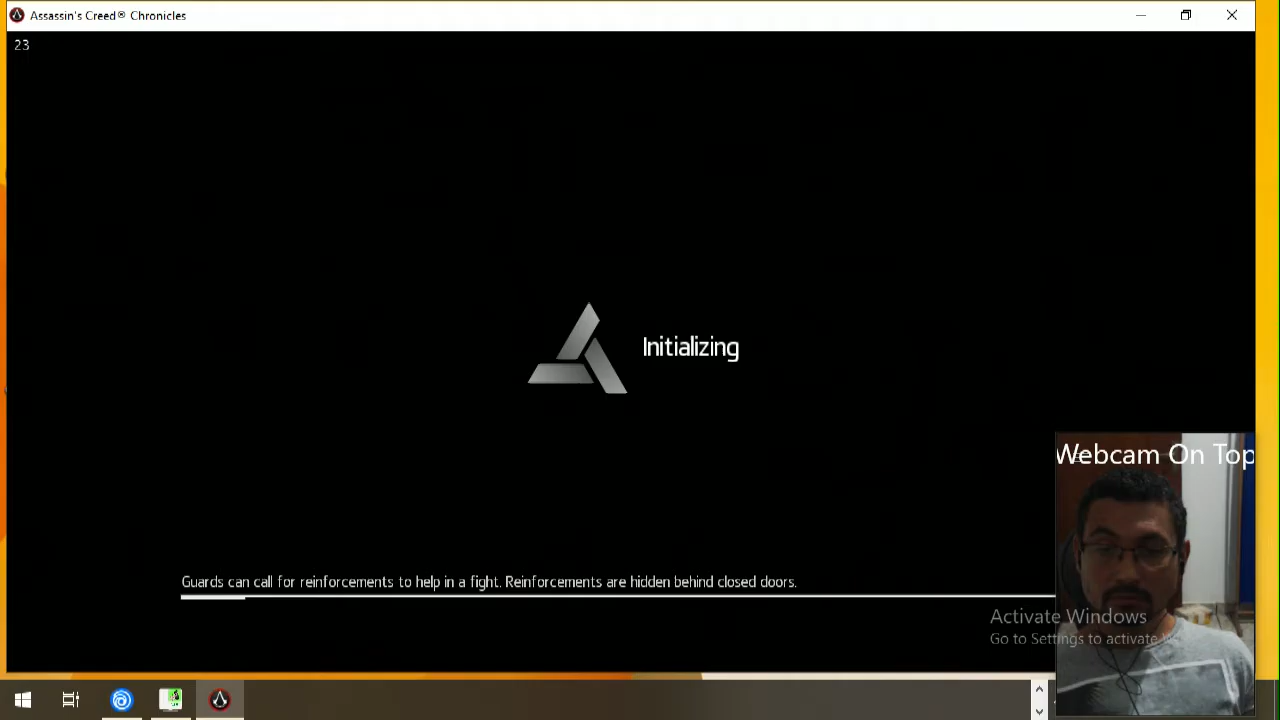 Assassin's Creed® Chronicles
23
Initializing
Webcam On Top
Guards can call for reinforcements to help in a fight. Reinforcements are hidden behind closed doors.
Activate Windows
Go to Settings to activate